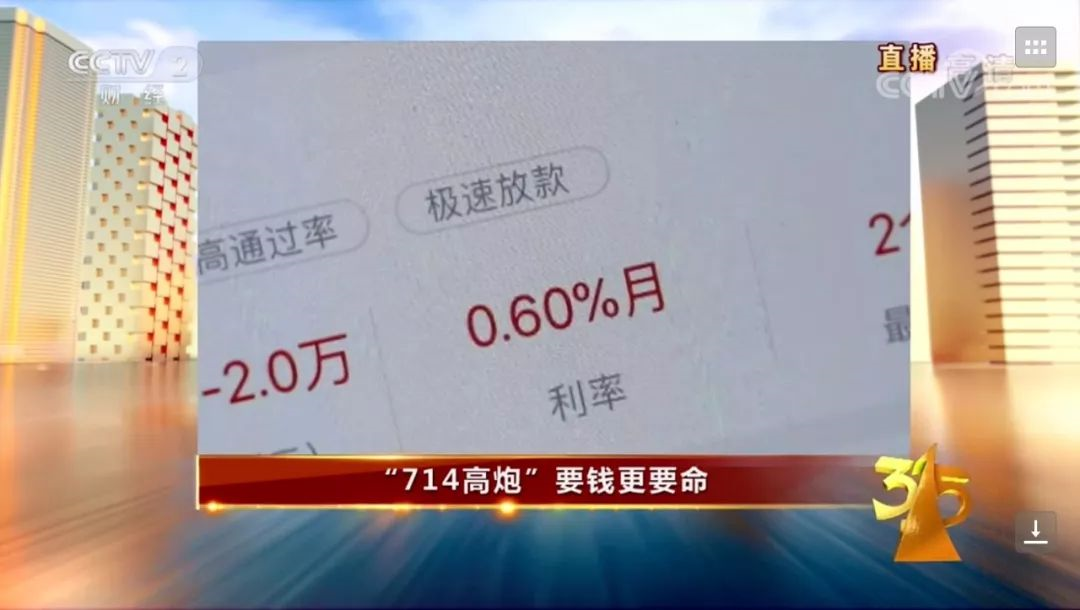 CCTV 2
财经
直播
高清
CCTV
高通过率
极速放款
-2.0万
0.60%月
利率
最
“714高炮”要钱更要命
315